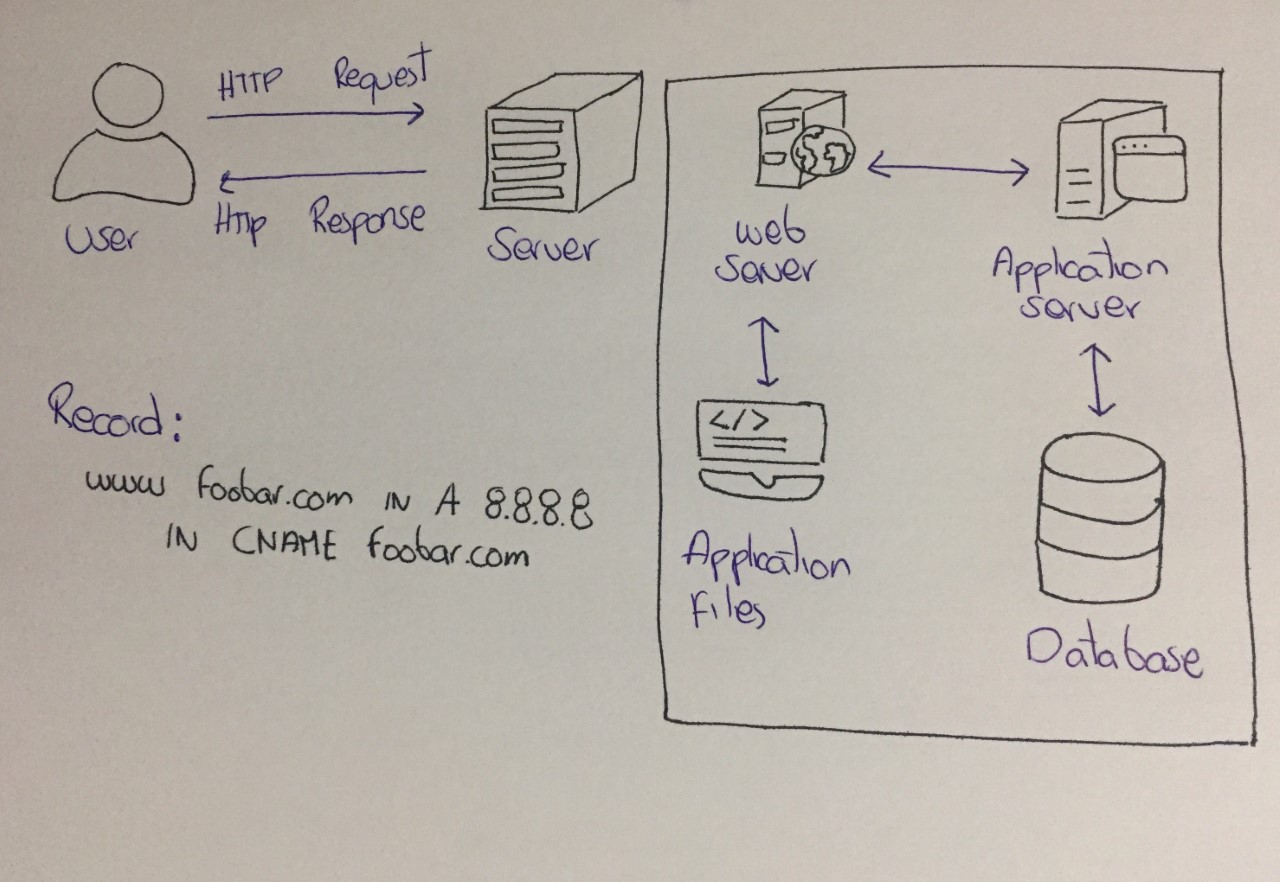 HTTP Request
Http Response
User
Server
web
server
Application
server
</>
Application
Files
Database
Record:
www foobar.com IN A 8.8.8.8
IN CNAME foobar.com